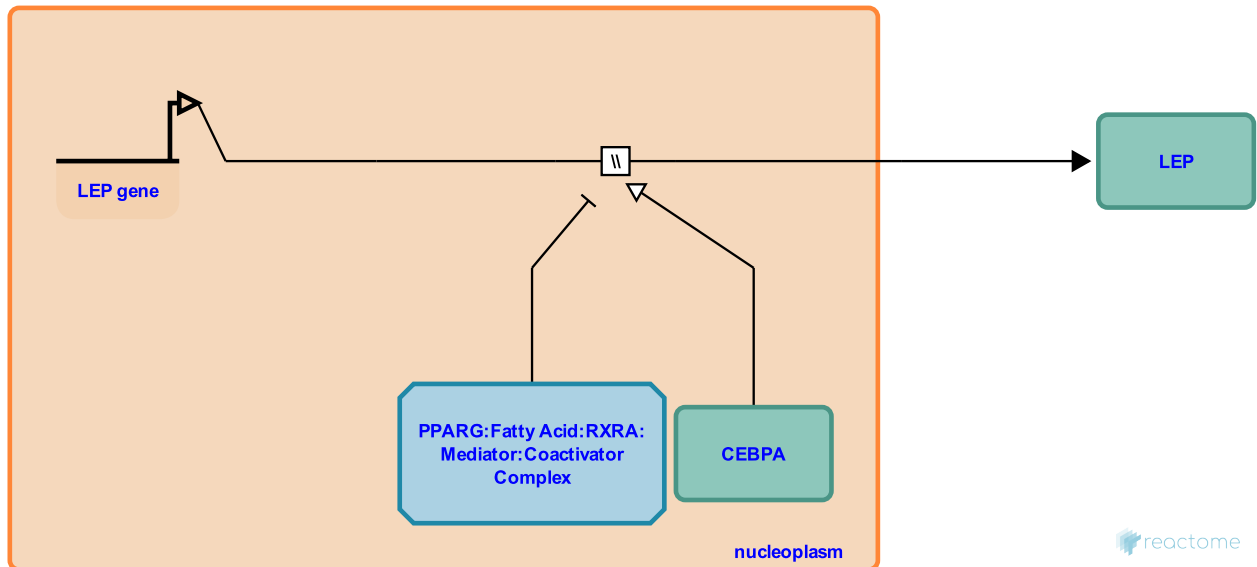 LEP gene
\\
LEP
PPARG:Fatty Acid:RXRA:
Mediator:Coactivator
Complex
CEBPA
nucleoplasm
reactome